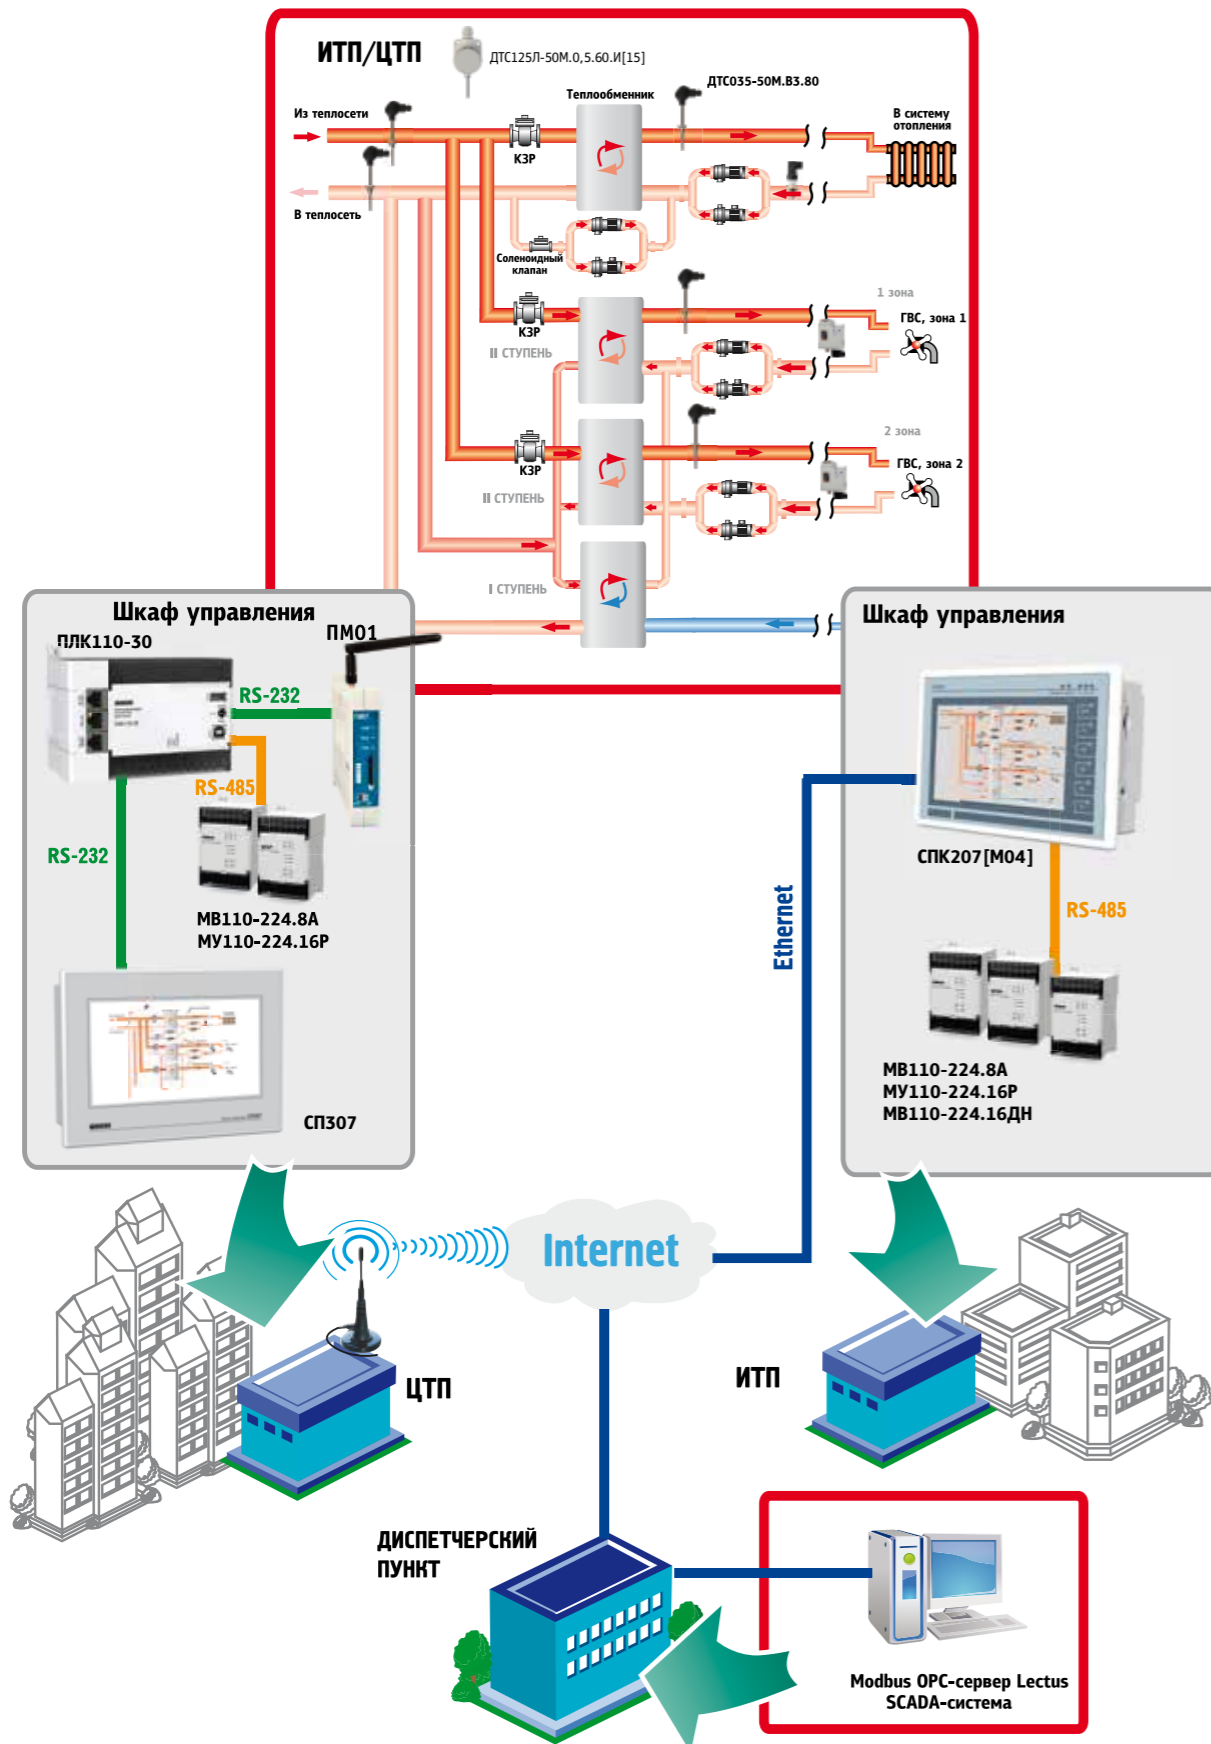 ИТП/ЦТП
ДТС125Л-50М.0,5.60.И[15]
ДТС035-50М.В3.80
Теплообменник
Из теплосети
В систему
отопления
КЗР
В теплосеть
Соленоидный
клапан
1 зона
ГВС, зона 1
КЗР
II СТУПЕНЬ
2 зона
ГВС, зона 2
КЗР
II СТУПЕНЬ
I СТУПЕНЬ
Шкаф управления
ПЛК110-30
ПМ01
RS-232
RS-485
RS-232
МВ110-224.8А
МУ110-224.16Р
СП307
Шкаф управления
СПК207[М04]
RS-485
Ethernet
МВ110-224.8А
МУ110-224.16Р
МВ110-224.16ДН
Internet
ЦТП
ИТП
ДИСПЕТЧЕРСКИЙ
ПУНКТ
Modbus OPC-сервер Lectus
SCADA-система